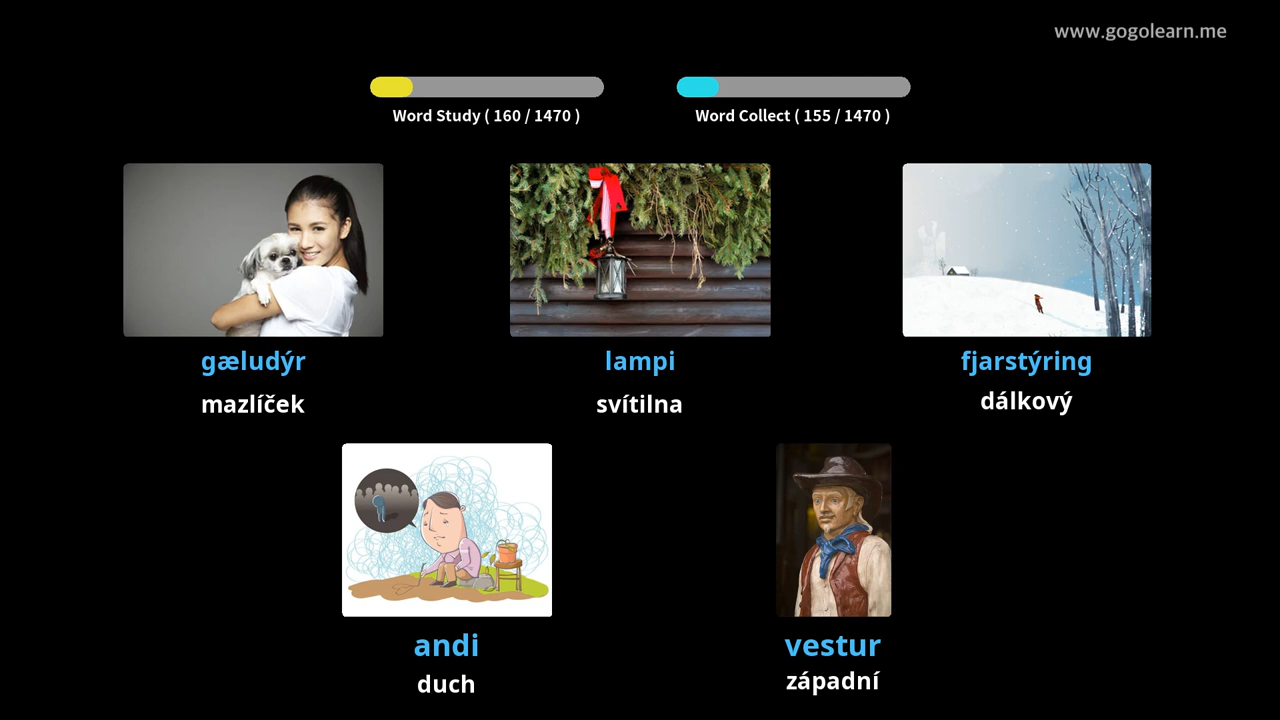 www.gogolearn.me
Word Study ( 160 / 1470 )
Word Collect ( 155 / 1470 )
gæludýr
lampi
fjarstýring
mazlíček
svítilna
dálkový
andi
vestur
duch
západní